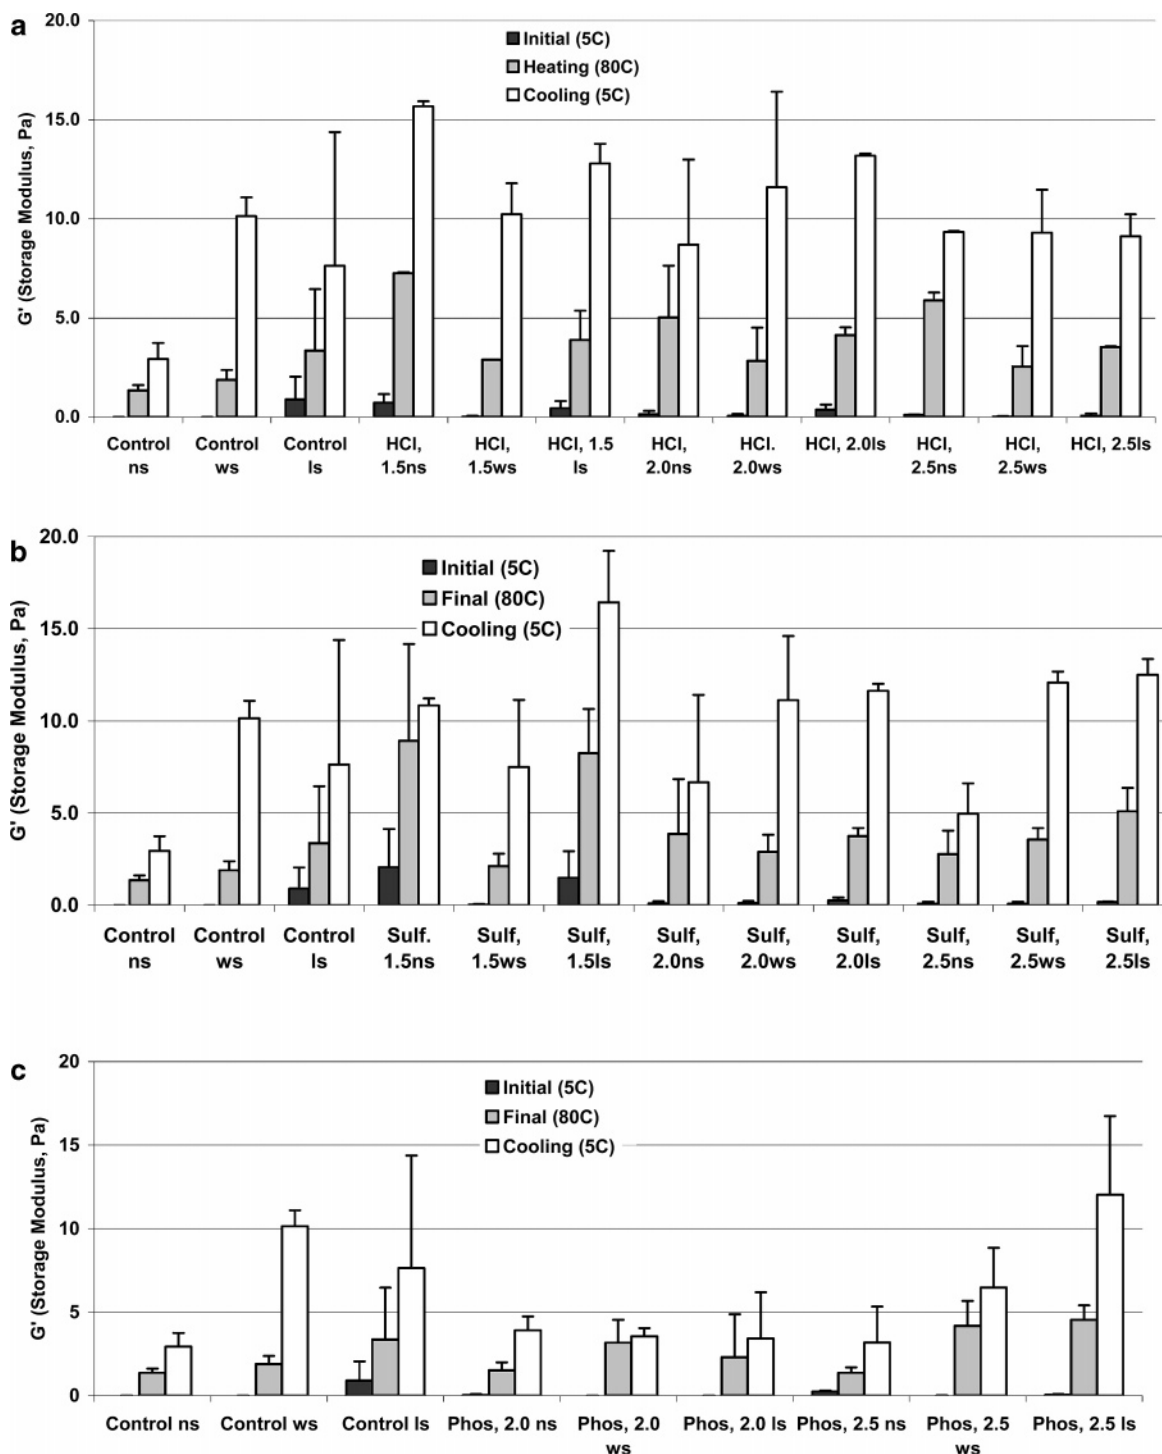 a
G' (Storage Modulus, Pa)
20.0
15.0
10.0
5.0
0.0
Initial (5C)
Heating (80C)
Cooling (5C)
Control ns
Control ws
Control ls
HCl, 1.5ns
HCl, 1.5ws
HCl, 1.5 ls
HCl, 2.0ns
HCl. 2.0ws
HCl, 2.0ls
HCl, 2.5ns
HCl, 2.5ws
HCl, 2.5ls
b
G' (Storage Modulus, Pa)
20.0
15.0
10.0
5.0
0.0
Initial (5C)
Final (80C)
Cooling (5C)
Control ns
Control ws
Control ls
Sulf. 1.5ns
Sulf, 1.5ws
Sulf, 1.5ls
Sulf, 2.0ns
Sulf, 2.0ws
Sulf, 2.0ls
Sulf, 2.5ns
Sulf, 2.5ws
Sulf, 2.5ls
c
G' (Storage Modulus, Pa)
20
15
10
5
0
Initial (5C)
Final (80C)
Cooling (5C)
Control ns
Control ws
Control ls
Phos, 2.0 ns
Phos, 2.0 ws
Phos, 2.0 ls
Phos, 2.5 ns
Phos, 2.5 ws
Phos, 2.5 ls